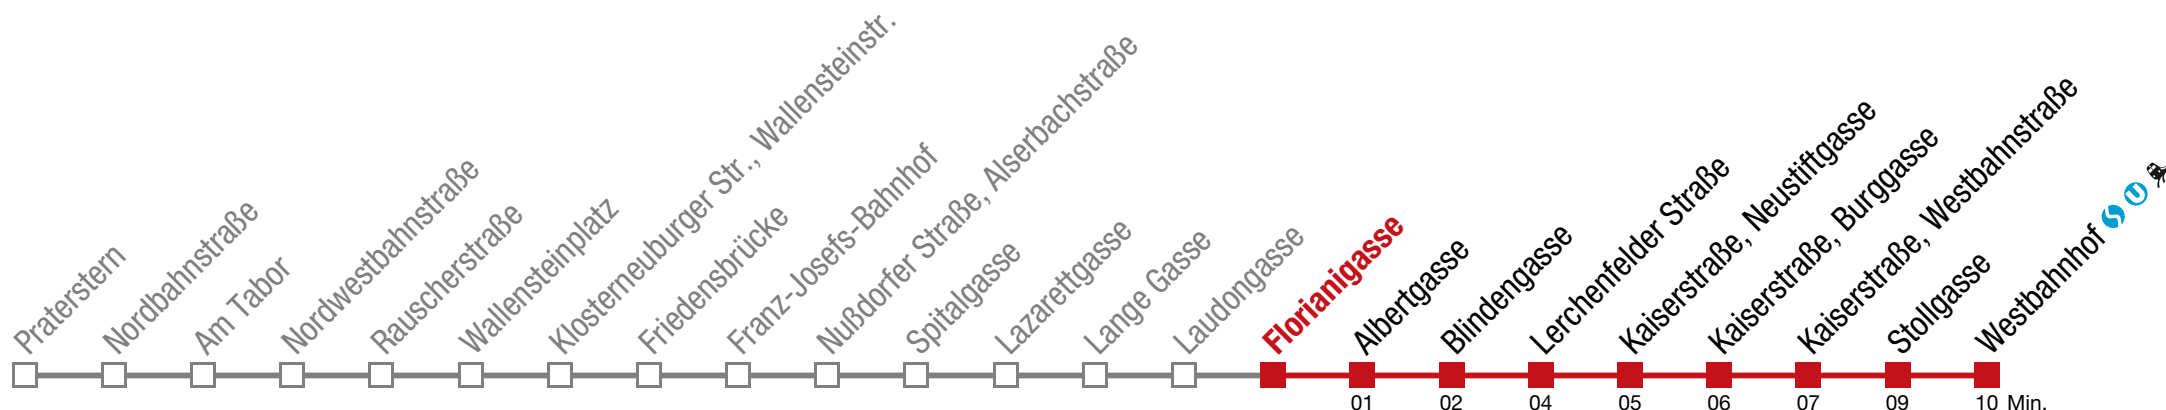 Praterstern
Nordbahnstraße
Am Tabor
Nordwestbahnstraße
Rauscherstraße
Wallensteinplatz
Klosterneuburger Str., Wallensteinstr.
Friedensbrücke
Franz-Josefs-Bahnhof
Nußdorfer Straße, Alserbachstraße
Spitalgasse
Lazarettgasse
Lange Gasse
Laudongasse
Florianigasse
Albertgasse
Blindengasse
Lerchenfelder Straße
Kaiserstraße, Neustiftgasse
Kaiserstraße, Burggasse
Kaiserstraße, Westbahnstraße
Stollgasse
Westbahnhof S U
01 02 04 05 06 07 09 10 Min.